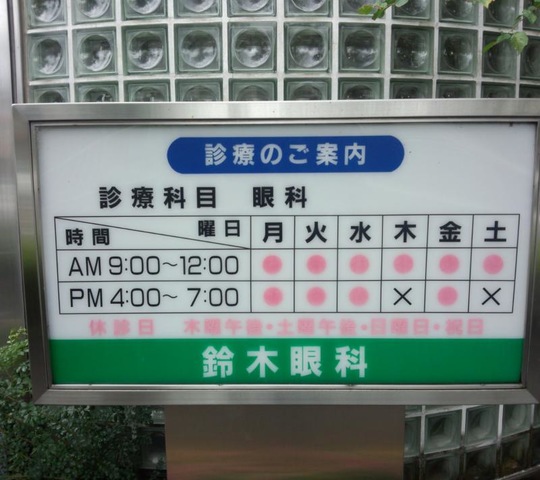 診療のご案内
診療科目 眼科
時間 曜日 月 火 水 木 金 土
AM 9:00~12:00 ● ● ● ● ● ●
PM 4:00~ 7:00 ● ● ● × ● ×
休診日 木曜午後・土曜午後・日曜日・祝日
鈴木眼科